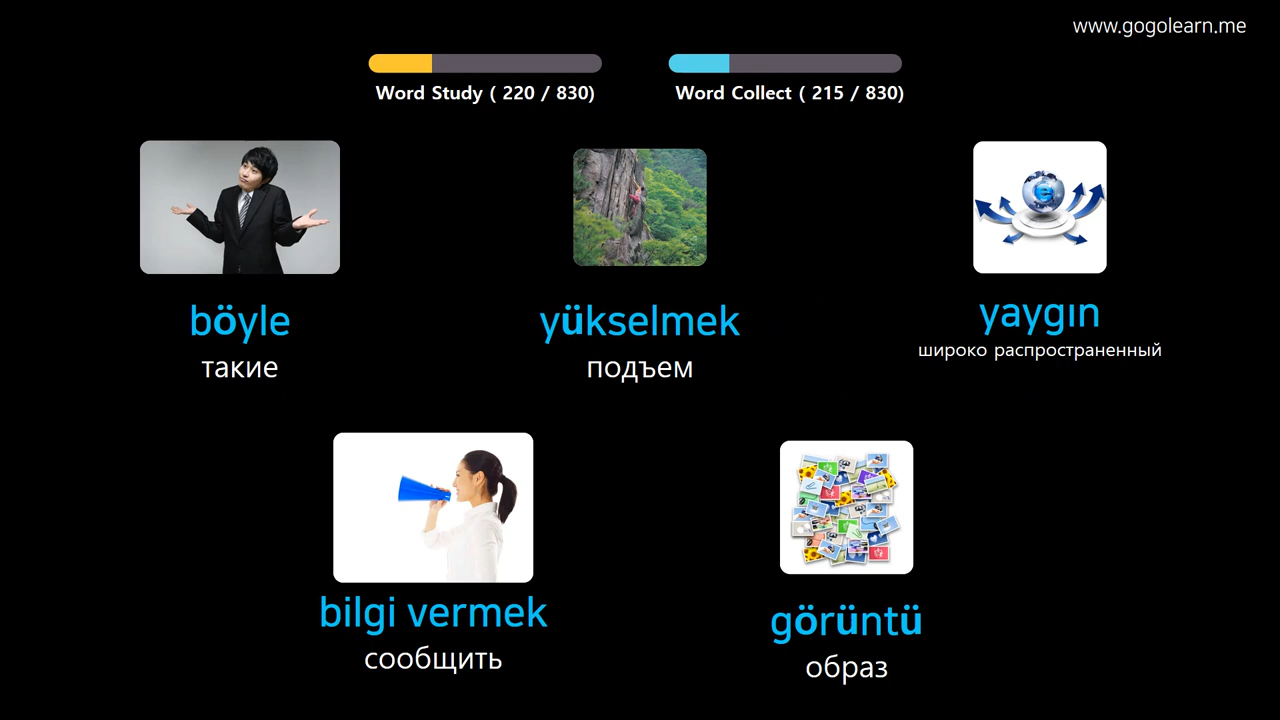 www.gogolearn.me
Word Study ( 220 / 830)
Word Collect ( 215 / 830)
böyle
такие
yükselmek
подъем
yaygın
широко распространенный
bilgi vermek
сообщить
görüntü
образ